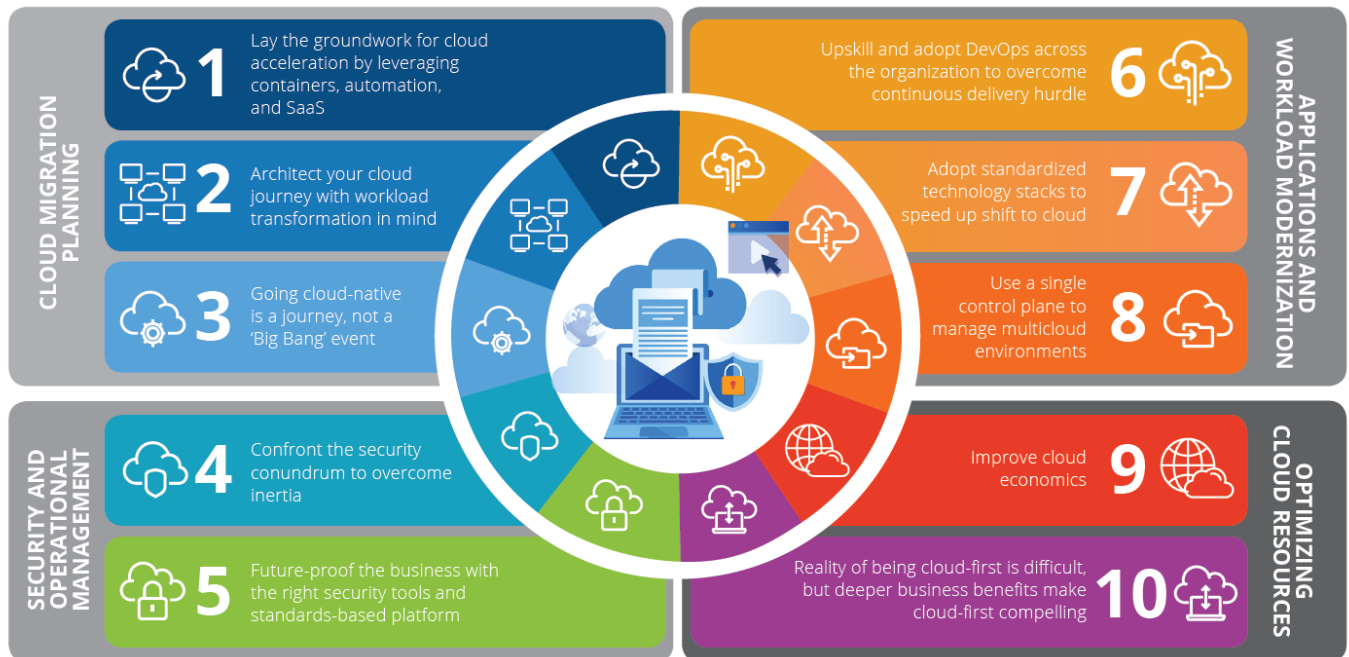 CLOUD MIGRATION
PLANNING
1
Lay the groundwork for cloud
acceleration by leveraging
containers, automation,
and SaaS
2
Architect your cloud
journey with workload
transformation in mind
3
Going cloud-native
is a journey, not a
‘Big Bang’ event
SECURITY AND
OPERATIONAL
MANAGEMENT
4
Confront the security
conundrum to overcome
inertia
5
Future-proof the business with
the right security tools and
standards-based platform
APPLICATIONS AND
WORKLOAD MODERNIZATION
Upskill and adopt DevOps across
the organization to overcome
continuous delivery hurdle
6
Adopt standardized
technology stacks to
speed up shift to cloud
7
Use a single
control plane to
manage multicloud
environments
8
OPTIMIZING
CLOUD RESOURCES
Improve cloud
economics
9
Reality of being cloud-first is difficult,
but deeper business benefits make
cloud-first compelling
10